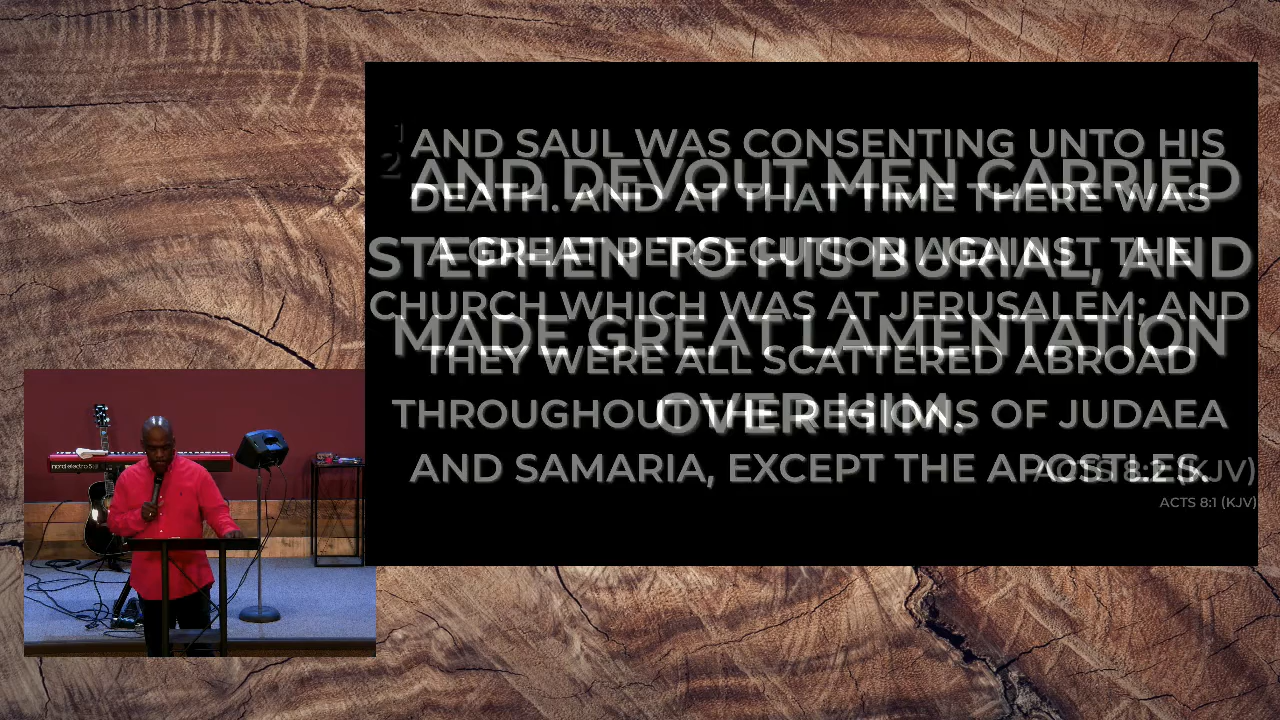 1 AND SAUL WAS CONSENTING UNTO HIS
DEATH. AND AT THAT TIME THERE WAS
A GREAT PERSECUTION AGAINST THE
CHURCH WHICH WAS AT JERUSALEM; AND
THEY WERE ALL SCATTERED ABROAD
THROUGHOUT THE REGIONS OF JUDAEA
AND SAMARIA, EXCEPT THE APOSTLES.
ACTS 8:1 (KJV)
2 AND DEVOUT MEN CARRIED
STEPHEN TO HIS BURIAL, AND
MADE GREAT LAMENTATION
OVER HIM.
ACTS 8:2 (KJV)
nord electro